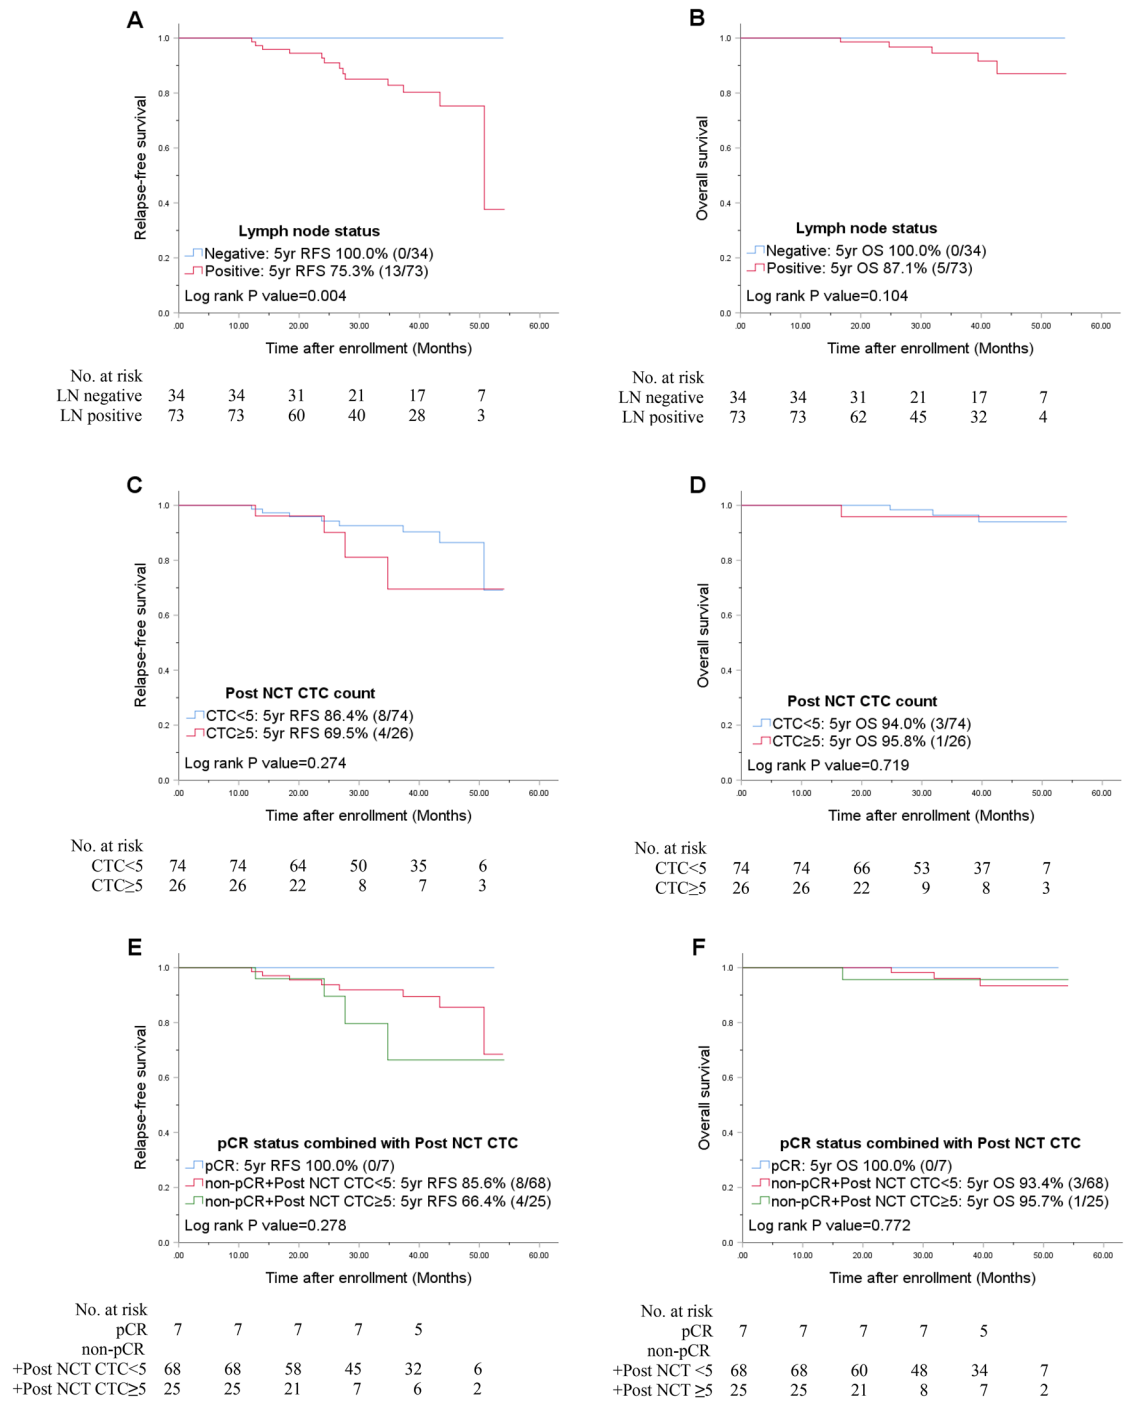 A
1.0
0.8
0.6
0.4
0.2
0.0
Relapse-free survival
Lymph node status
Negative: 5yr RFS 100.0% (0/34)
Positive: 5yr RFS 75.3% (13/73)
Log rank P value=0.004
.00 10.00 20.00 30.00 40.00 50.00 60.00
Time after enrollment (Months)
No. at risk
LN negative 34 34 31 21 17 7
LN positive 73 73 60 40 28 3
B
1.0
0.8
0.6
0.4
0.2
0.0
Overall survival
Lymph node status
Negative: 5yr OS 100.0% (0/34)
Positive: 5yr OS 87.1% (5/73)
Log rank P value=0.104
.00 10.00 20.00 30.00 40.00 50.00 60.00
Time after enrollment (Months)
No. at risk
LN negative 34 34 31 21 17 7
LN positive 73 73 62 45 32 4
C
1.0
0.8
0.6
0.4
0.2
0.0
Relapse-free survival
Post NCT CTC count
CTC<5: 5yr RFS 86.4% (8/74)
CTC≥5: 5yr RFS 69.5% (4/26)
Log rank P value=0.274
.00 10.00 20.00 30.00 40.00 50.00 60.00
Time after enrollment (Months)
No. at risk
CTC<5 74 74 64 50 35 6
CTC≥5 26 26 22 8 7 3
D
1.0
0.8
0.6
0.4
0.2
0.0
Overall survival
Post NCT CTC count
CTC<5: 5yr OS 94.0% (3/74)
CTC≥5: 5yr OS 95.8% (1/26)
Log rank P value=0.719
.00 10.00 20.00 30.00 40.00 50.00 60.00
Time after enrollment (Months)
No. at risk
CTC<5 74 74 66 53 37 7
CTC≥5 26 26 22 9 8 3
E
1.0
0.8
0.6
0.4
0.2
0.0
Relapse-free survival
pCR status combined with Post NCT CTC
pCR: 5yr RFS 100.0% (0/7)
non-pCR+Post NCT CTC<5: 5yr RFS 85.6% (8/68)
non-pCR+Post NCT CTC≥5: 5yr RFS 66.4% (4/25)
Log rank P value=0.278
.00 10.00 20.00 30.00 40.00 50.00 60.00
Time after enrollment (Months)
No. at risk
pCR 7 7 7 7 5
non-pCR
+Post NCT CTC<5 68 68 58 45 32 6
+Post NCT CTC≥5 25 25 21 7 6 2
F
1.0
0.8
0.6
0.4
0.2
0.0
Overall survival
pCR status combined with Post NCT CTC
pCR: 5yr OS 100.0% (0/7)
non-pCR+Post NCT CTC<5: 5yr OS 93.4% (3/68)
non-pCR+Post NCT CTC≥5: 5yr OS 95.7% (1/25)
Log rank P value=0.772
.00 10.00 20.00 30.00 40.00 50.00 60.00
Time after enrollment (Months)
No. at risk
pCR 7 7 7 7 5
non-pCR
+Post NCT <5 68 68 60 48 34 7
+Post NCT ≥5 25 25 21 8 7 2